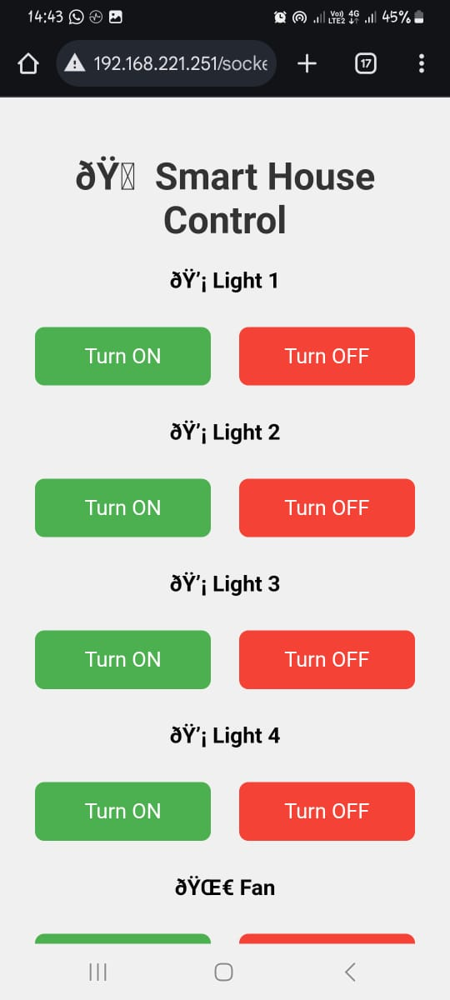 14:43 Vo)) LTE2 4G 45%
192.168.221.251/socke 17
ðŸ Smart House
Control
ðŸ’¡ Light 1
Turn ON Turn OFF
ðŸ’¡ Light 2
Turn ON Turn OFF
ðŸ’¡ Light 3
Turn ON Turn OFF
ðŸ’¡ Light 4
Turn ON Turn OFF
ðŸŒ€ Fan